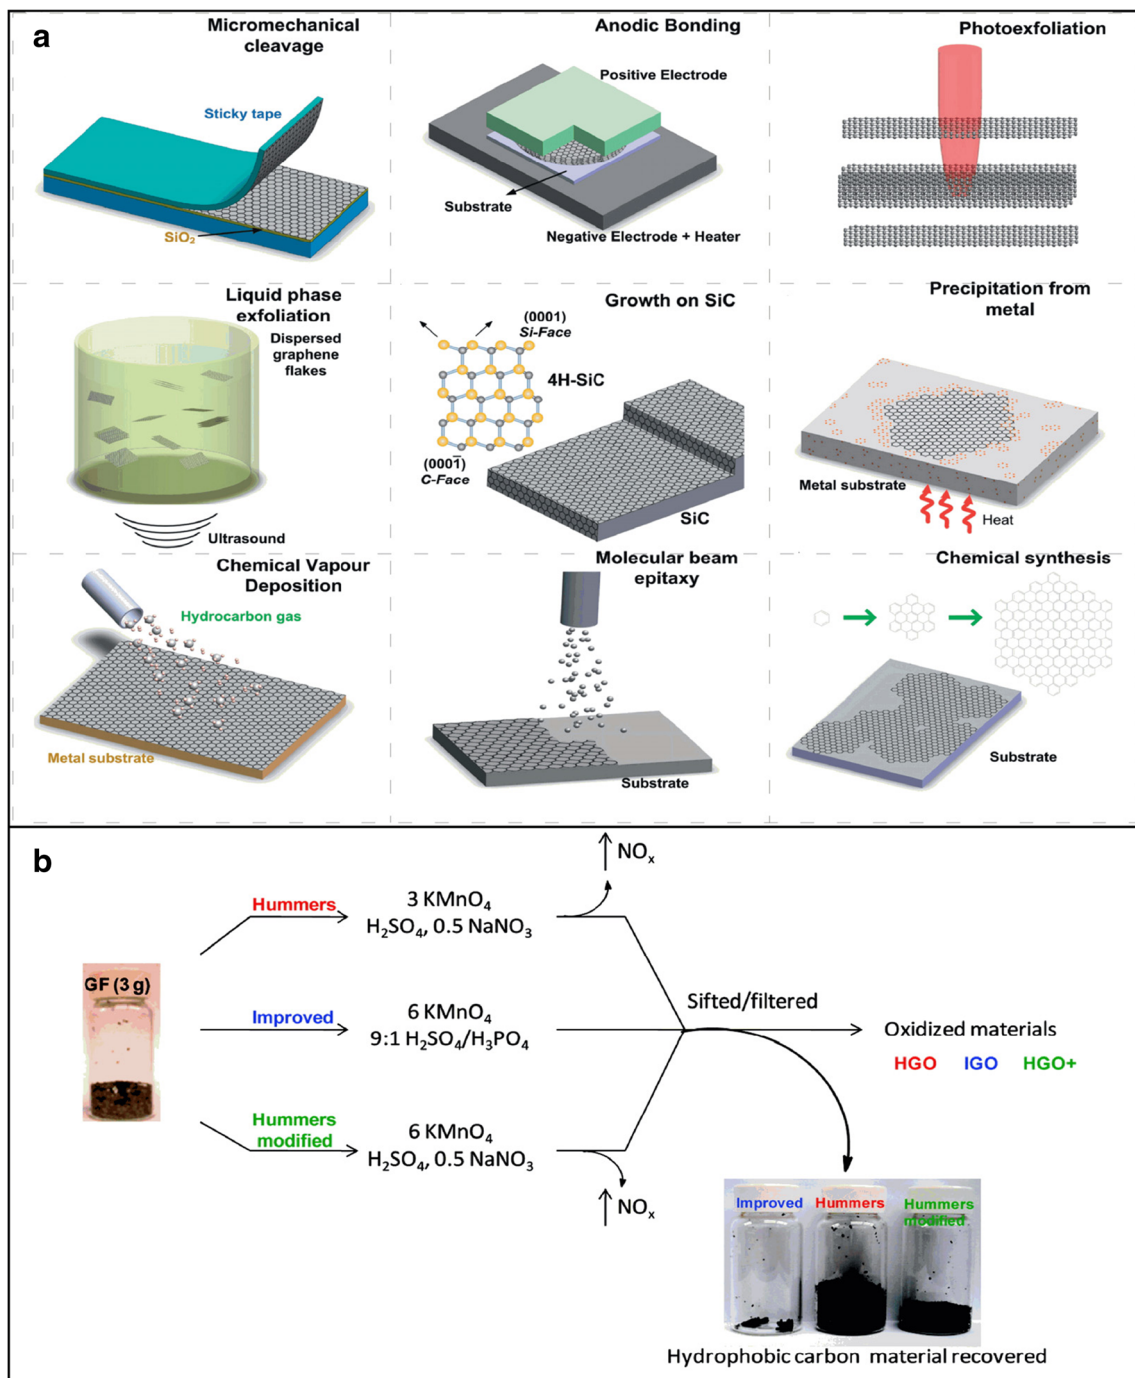 a
Micromechanical
cleavage
Sticky tape
SiO₂
Anodic Bonding
Positive Electrode
Substrate
Negative Electrode + Heater
Photoexfoliation
Liquid phase
exfoliation
Dispersed
graphene
flakes
Ultrasound
Growth on SiC
(0001)
Si-Face
4H-SiC
(0001̅)
C-Face
SiC
Precipitation from
metal
Metal substrate
Heat
Chemical Vapour
Deposition
Hydrocarbon gas
Metal substrate
Molecular beam
epitaxy
Substrate
Chemical synthesis
Substrate
b
NOₓ
Hummers
3 KMnO₄
H₂SO₄, 0.5 NaNO₃
GF (3 g)
Improved
6 KMnO₄
9:1 H₂SO₄/H₃PO₄
Sifted/filtered
Oxidized materials
HGO IGO HGO+
Hummers
modified
6 KMnO₄
H₂SO₄, 0.5 NaNO₃
NOₓ
Improved
Hummers
Hummers
modified
Hydrophobic carbon material recovered